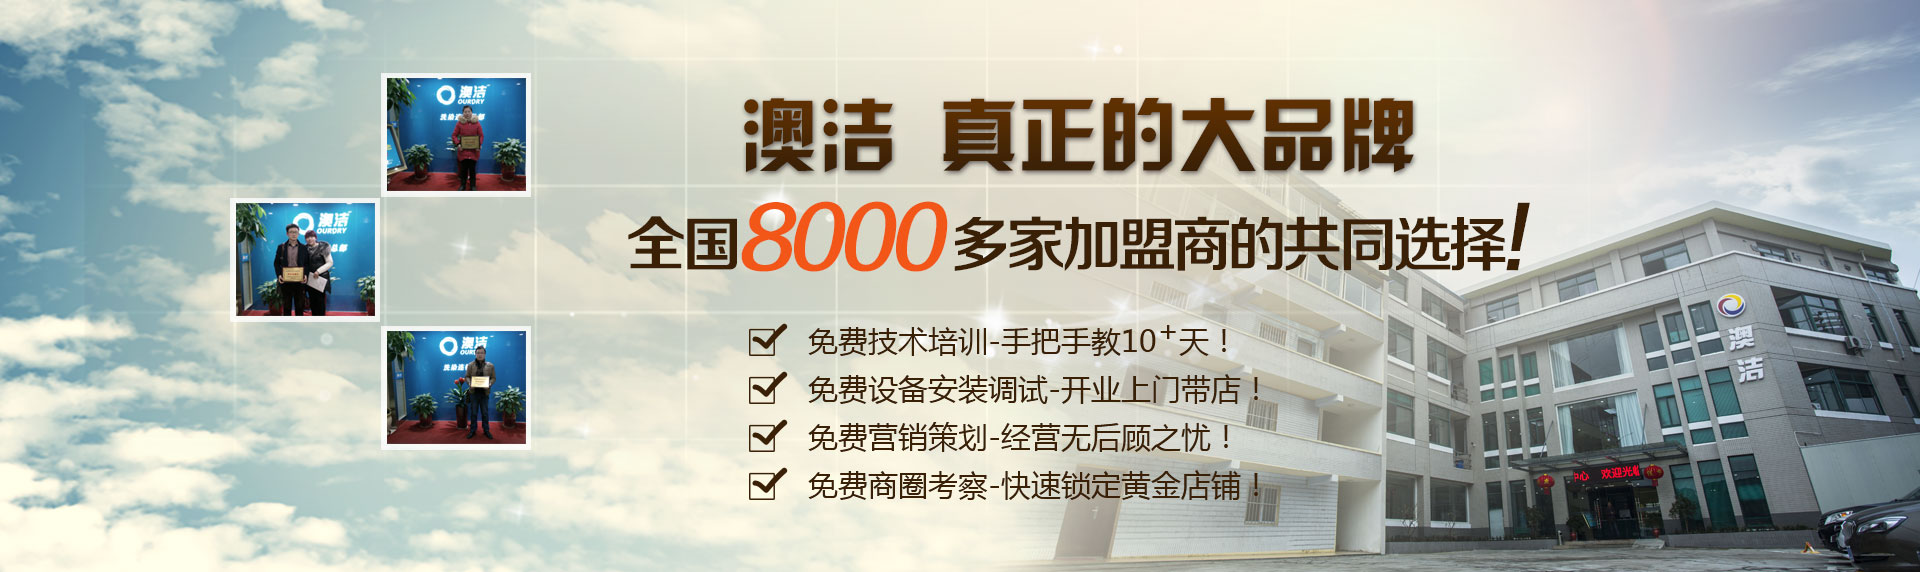 澳洁 真正的大品牌
全国8000多家加盟商的共同选择!
免费技术培训-手把手教10+天！
免费设备安装调试-开业上门带店！
免费营销策划-经营无后顾之忧！
免费商圈考察-快速锁定黄金店铺！
澳洁
OURDRY
澳洁
OURDRY
澳洁
OURDRY
澳洁
中心 欢迎光临